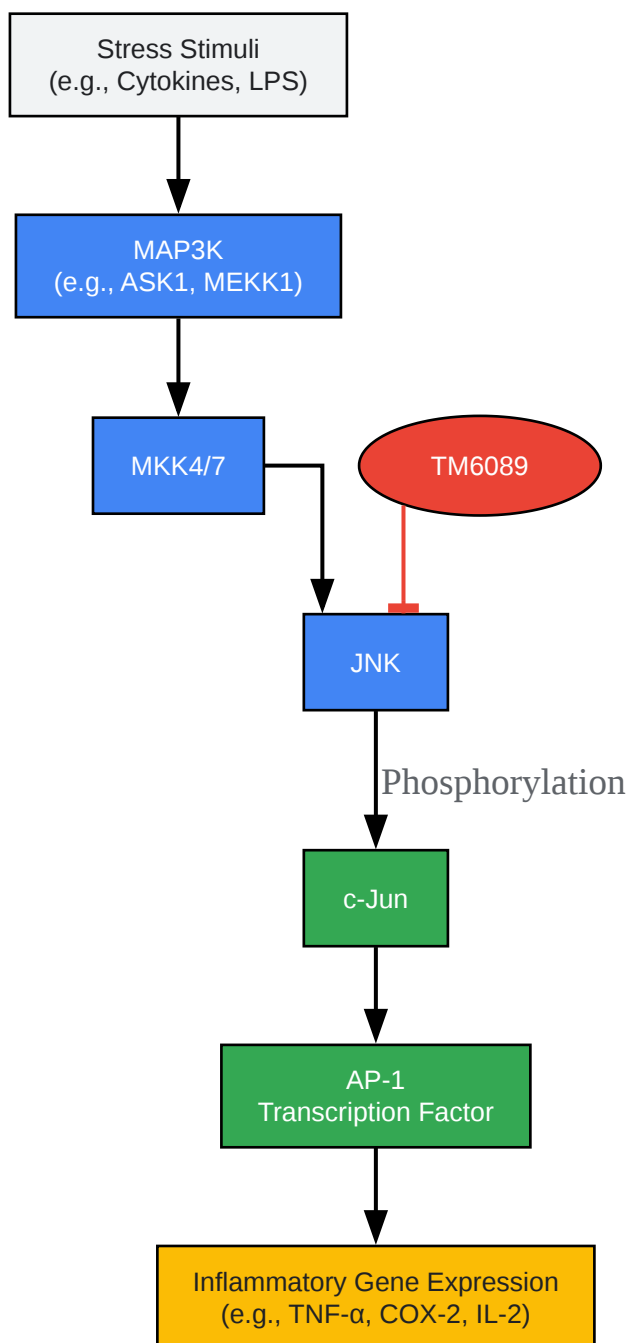 Stress Stimuli
(e.g., Cytokines, LPS)
MAP3K
(e.g., ASK1, MEKK1)
MKK4/7
TM6089
JNK
Phosphorylation
c-Jun
AP-1
Transcription Factor
Inflammatory Gene Expression
(e.g., TNF-α, COX-2, IL-2)